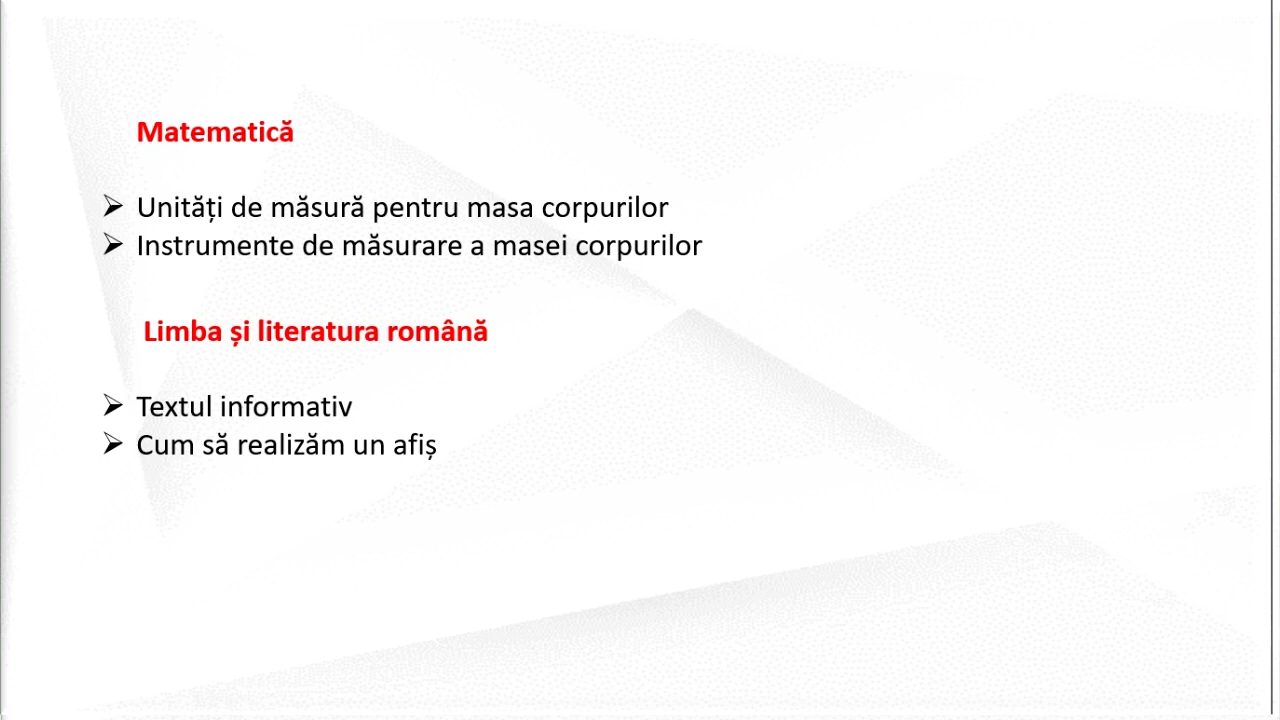 Matematică
⮚ Unități de măsură pentru masa corpurilor
⮚ Instrumente de măsurare a masei corpurilor
Limba și literatura română
⮚ Textul informativ
⮚ Cum să realizăm un afiș